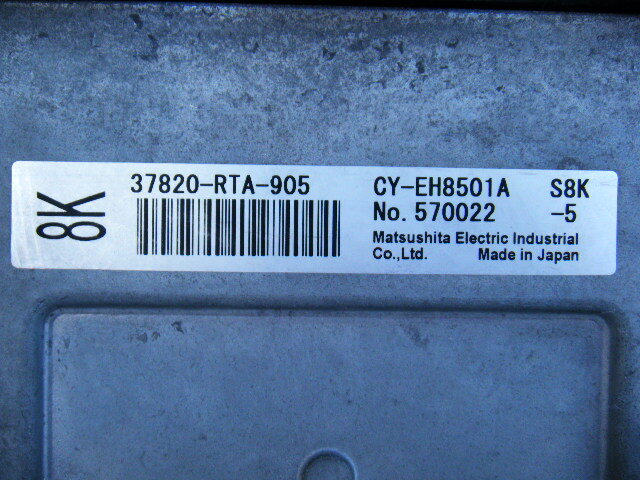 8K
37820-RTA-905
CY-EH8501A S8K
No. 570022 -5
Matsushita Electric Industrial
Co.,Ltd. Made in Japan